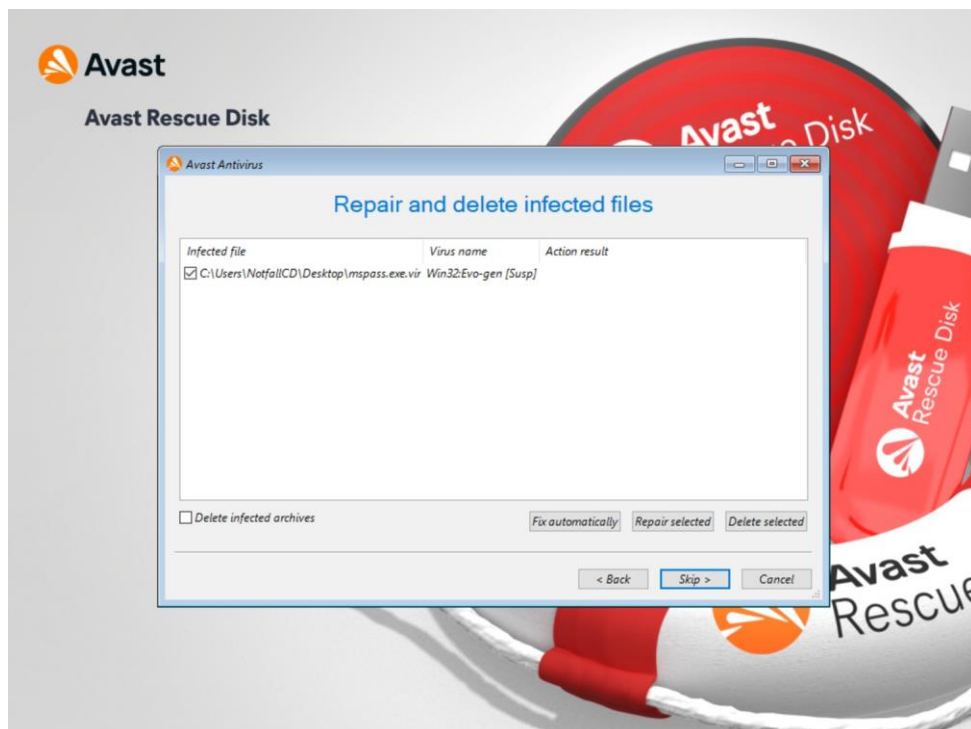 Avast
Avast Rescue Disk
Avast
Disk
Avast Antivirus
Repair and delete infected files
Infected file Virus name Action result
C:\Users\NotfallCD\Desktop\mspass.exe.vir Win32:Evo-gen [Susp]
Avast
Rescue Disk
Delete infected archives
Fix automatically Repair selected Delete selected
< Back Skip > Cancel
Avast
Rescue